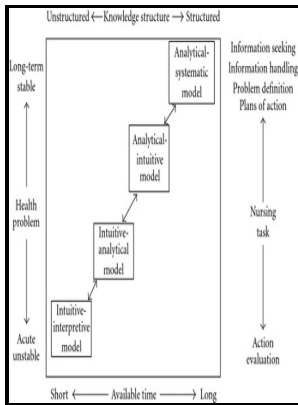 Unstructured ← Knowledge structure → Structured
Analytical-
systematic
model
Information seeking
Information handling
Problem definition
Plans of action
Long-term
stable
Analytical-
intuitive
model
Health
problem
Nursing
task
Intuitive-
analytical
model
Intuitive-
interpretive
model
Acute
unstable
Action
evaluation
Short ← Available time → Long